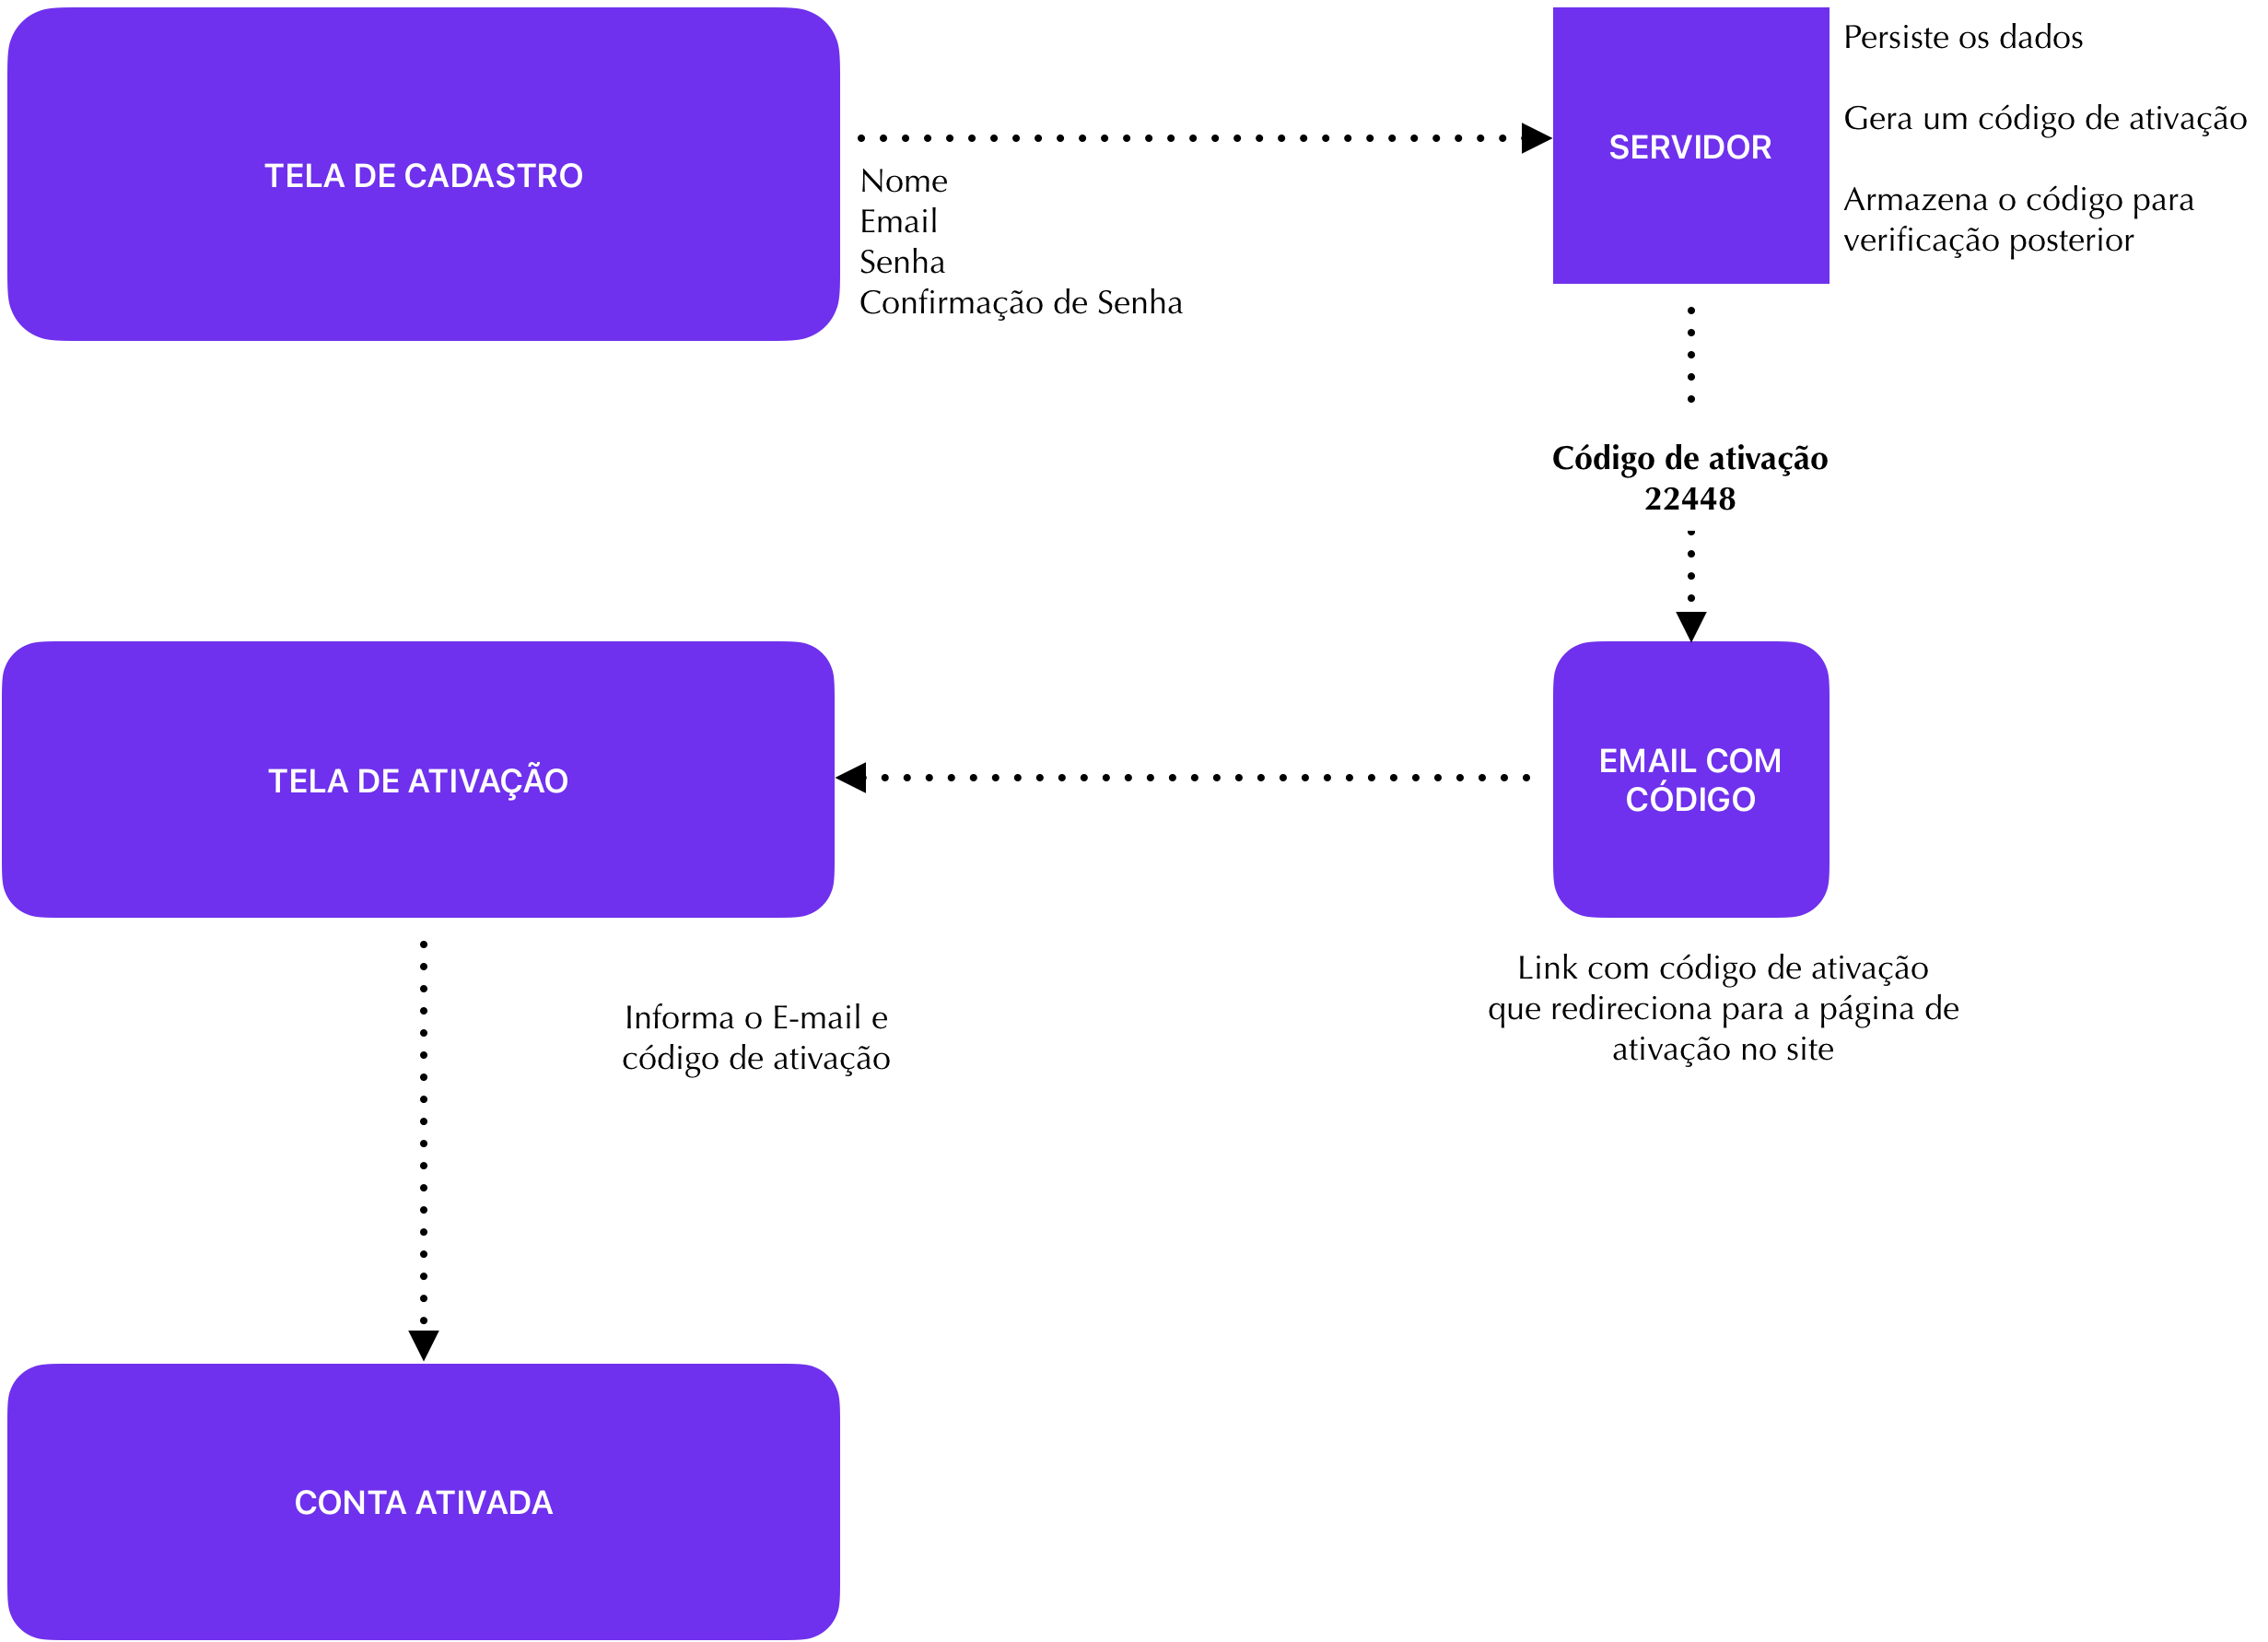 TELA DE CADASTRO
Nome
Email
Senha
Confirmação de Senha
SERVIDOR
Persiste os dados
Gera um código de ativação
Armazena o código para
verificação posterior
Código de ativação
22448
EMAIL COM
CÓDIGO
Link com código de ativação
que redireciona para a página de
ativação no site
TELA DE ATIVAÇÃO
Informa o E-mail e
código de ativação
CONTA ATIVADA